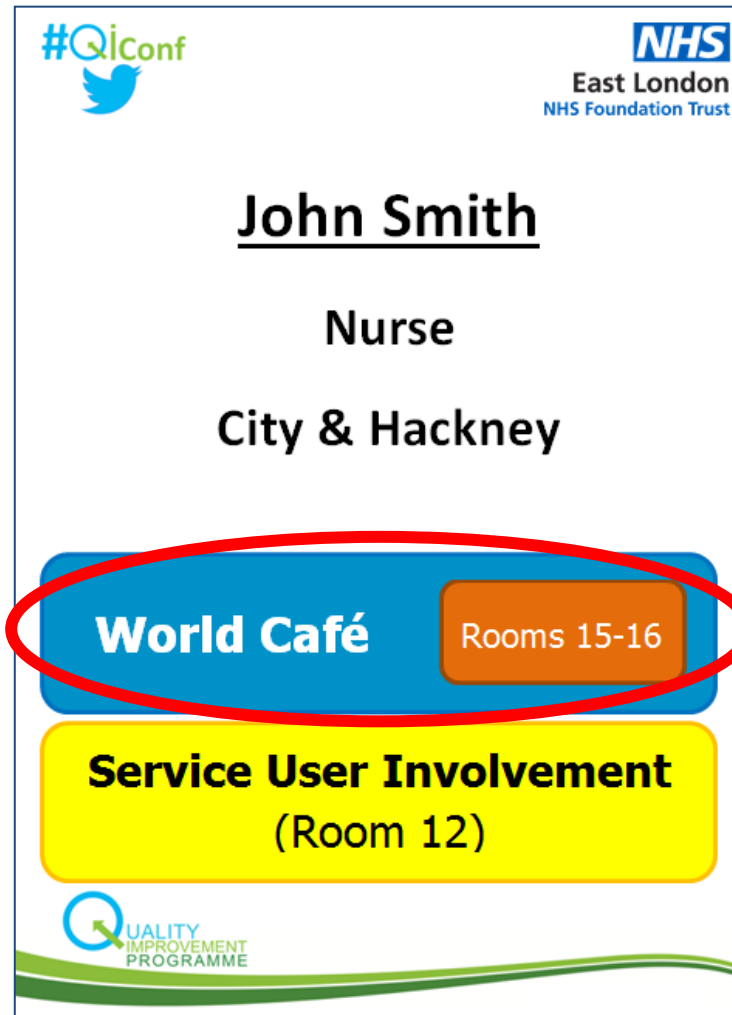 #QiConf
NHS
East London
NHS Foundation Trust
John Smith
Nurse
City & Hackney
World Café
Rooms 15-16
Service User Involvement
(Room 12)
QUALITY
IMPROVEMENT
PROGRAMME